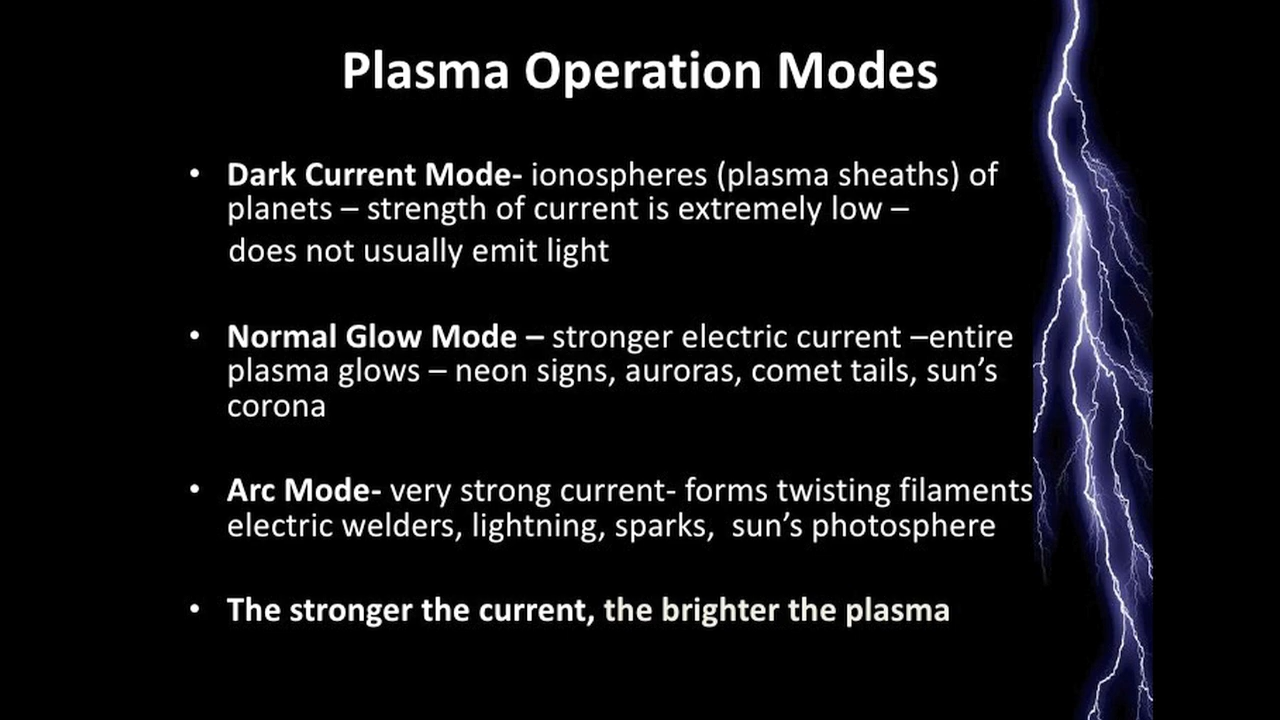 Plasma Operation Modes
• Dark Current Mode- ionospheres (plasma sheaths) of
planets – strength of current is extremely low –
does not usually emit light
• Normal Glow Mode – stronger electric current –entire
plasma glows – neon signs, auroras, comet tails, sun’s
corona
• Arc Mode- very strong current- forms twisting filaments
electric welders, lightning, sparks,  sun’s photosphere
• The stronger the current, the brighter the plasma